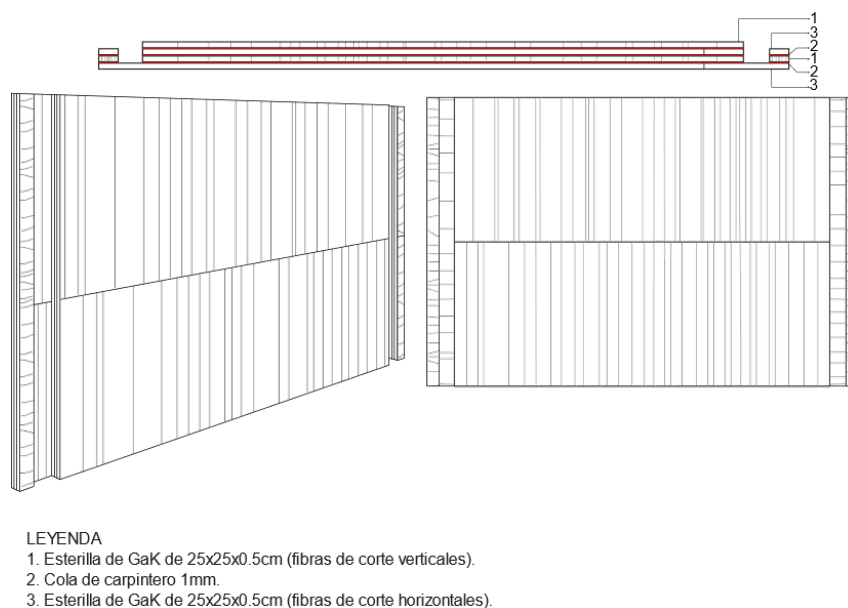 1
3
2
1
2
3
LEYENDA
1. Esterilla de GaK de 25x25x0.5cm (fibras de corte verticales).
2. Cola de carpintero 1mm.
3. Esterilla de GaK de 25x25x0.5cm (fibras de corte horizontales).